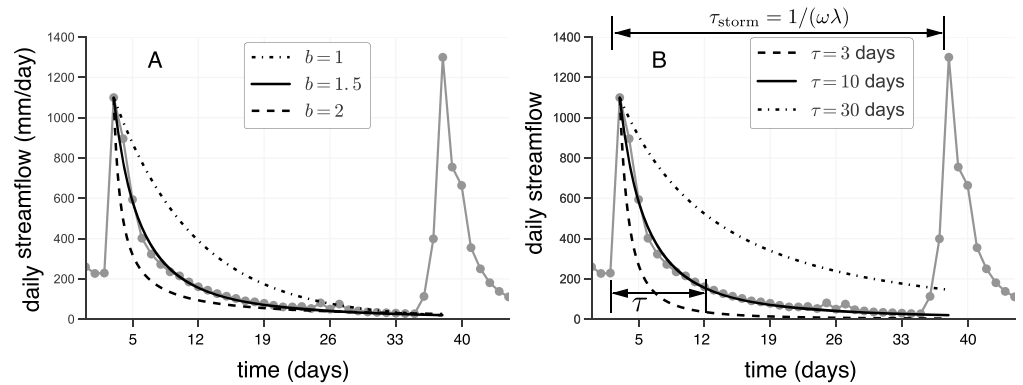 τstorm = 1/(ωλ)
A
b = 1
b = 1.5
b = 2
1400
1200
1000
800
600
400
200
0
5
12
19
26
33
40
daily streamflow (mm/day)
time (days)
B
τ = 3 days
τ = 10 days
τ = 30 days
1400
1200
1000
800
600
400
200
0
τ
5
12
19
26
33
40
daily streamflow
time (days)